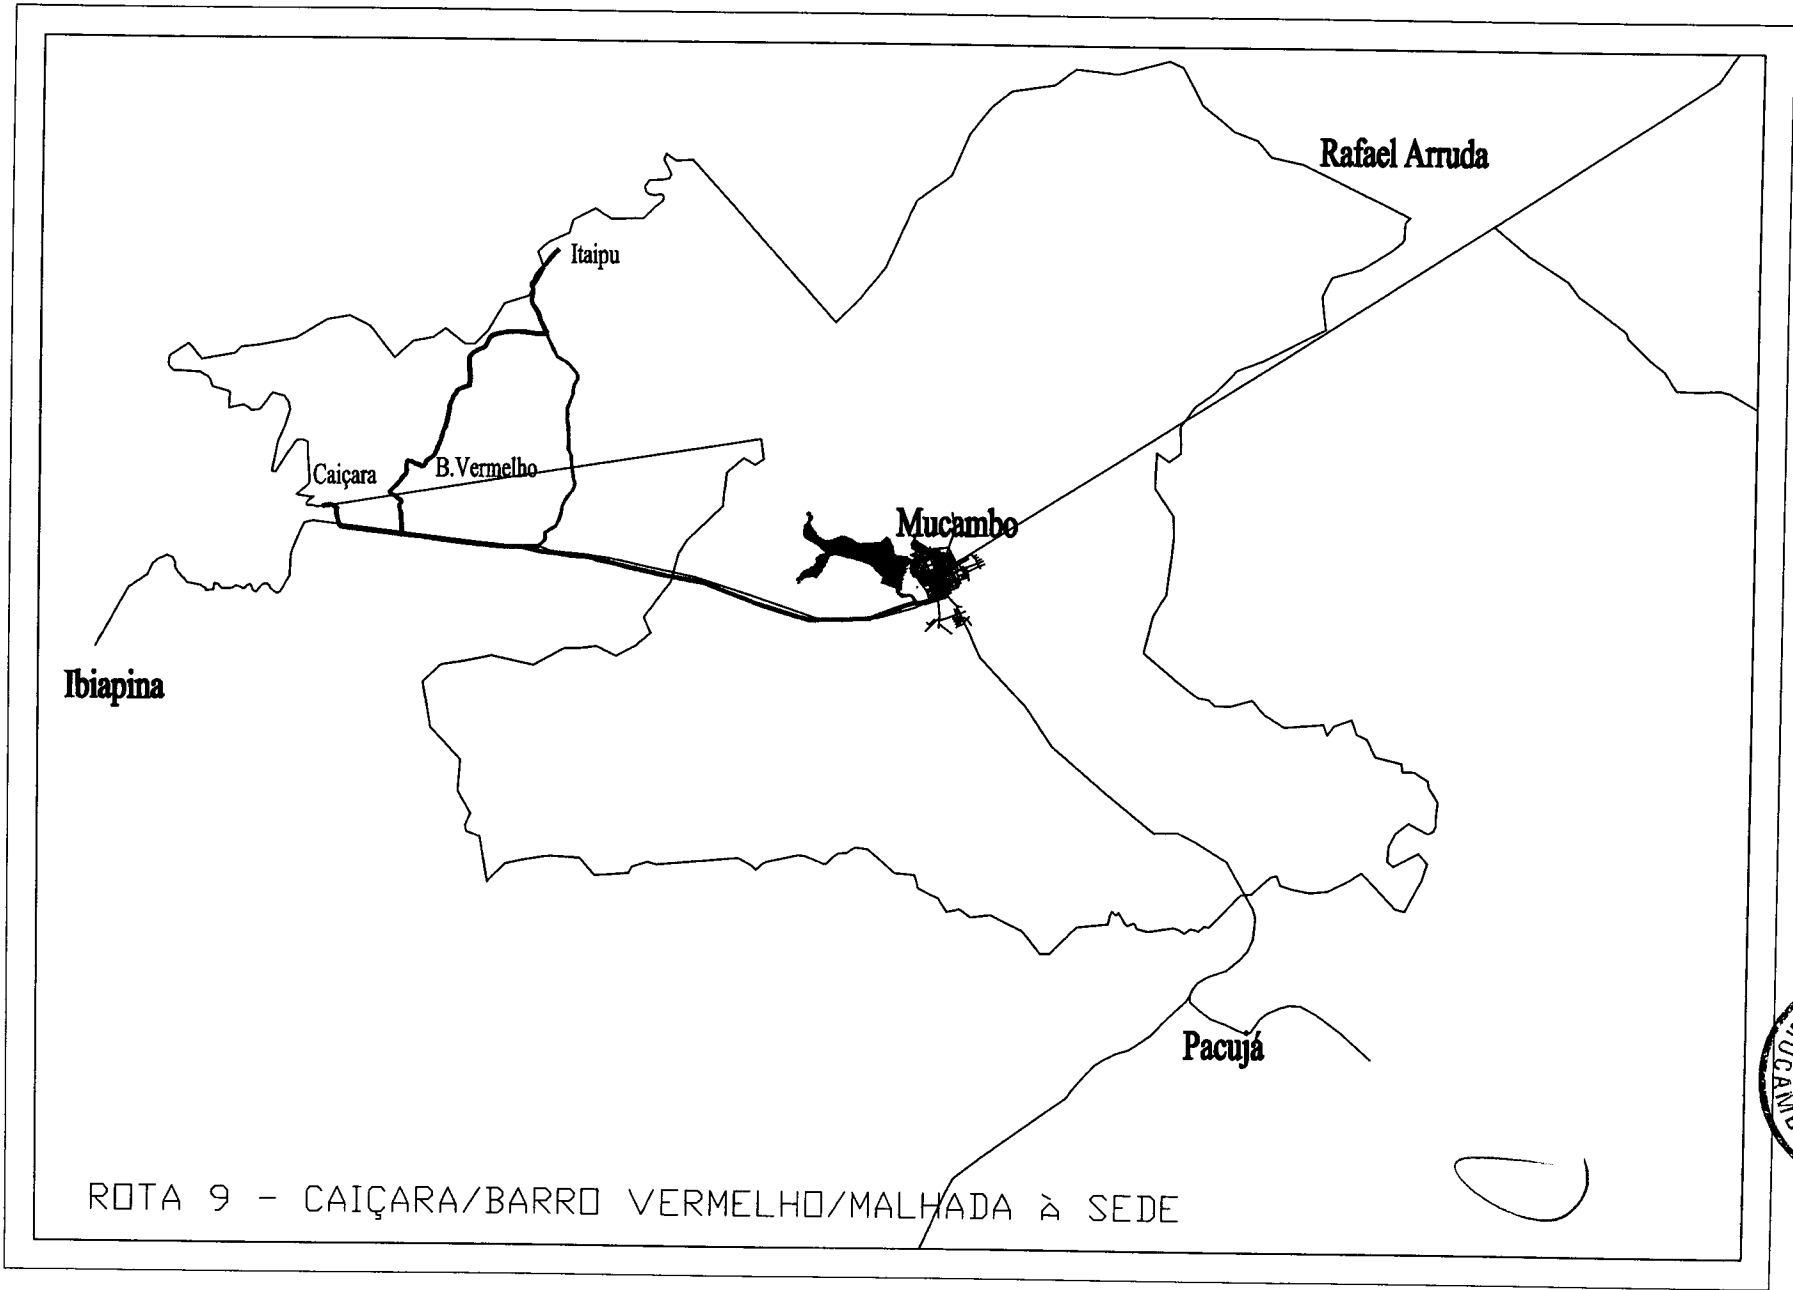 Rafael Arruda
Itaipu
Caiçara
B.Vermelho
Mucambo
Ibiapina
Pacujá
ROTA 9 - CAIÇARA/BARRO VERMELHO/MALHADA à SEDE